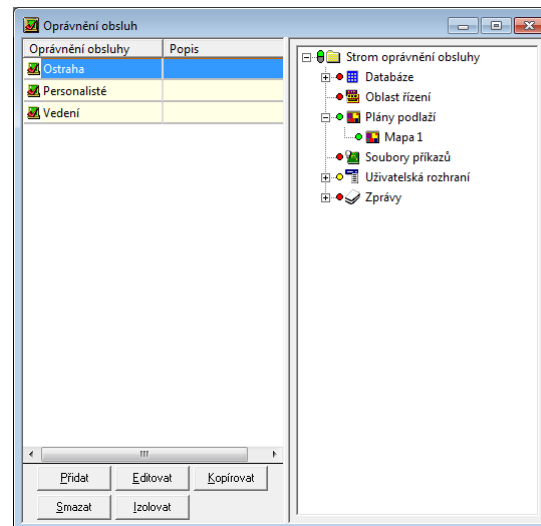 Oprávnění obsluh
Oprávnění obsluhy Popis
Ostraha
Personalisté
Vedení
Přidat Editovat Kopírovat
Smazat Izolovat
Strom oprávnění obsluhy
Databáze
Oblast řízení
Plány podlaží
Mapa 1
Soubory příkazů
Uživatelská rozhraní
Zprávy